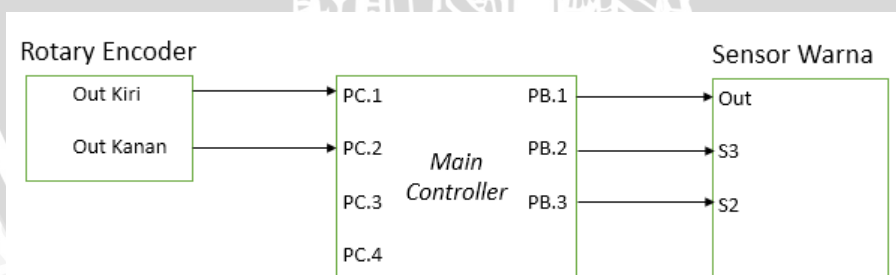 Rotary Encoder
Out Kiri
Out Kanan
PC.1
PC.2
PC.3
PC.4
Main
Controller
PB.1
PB.2
PB.3
Sensor Warna
Out
S3
S2